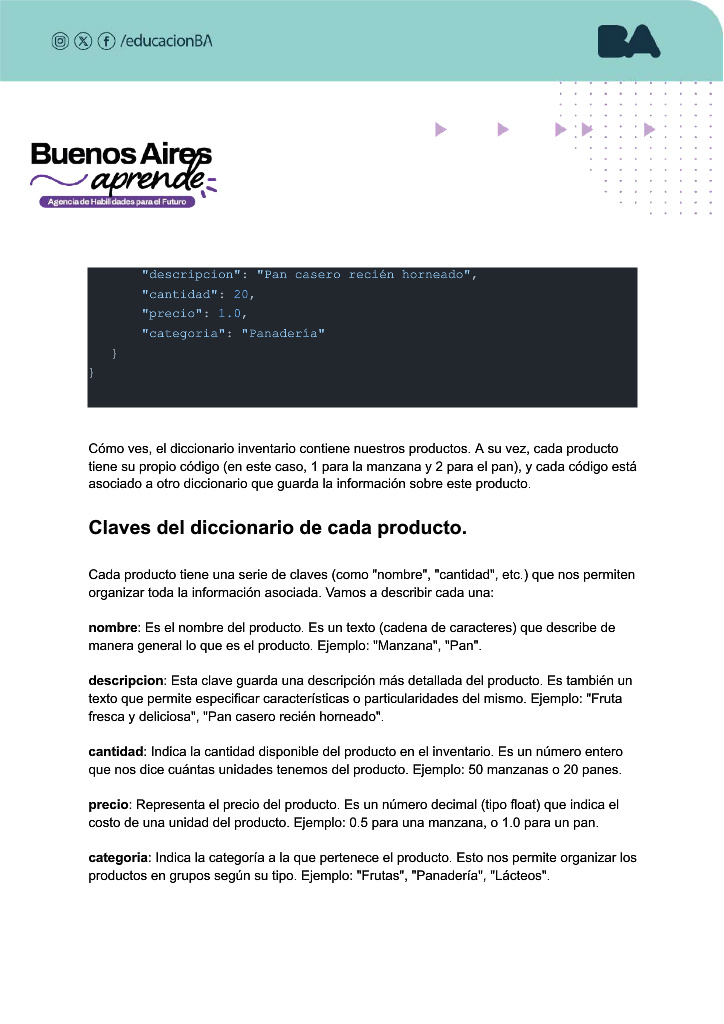 /educacionBA
BA
Buenos Aires
aprende
Agencia de Habilidades para el Futuro
"descripcion": "Pan casero recién horneado",
"cantidad": 20,
"precio": 1.0,
"categoria": "Panadería"
}
}
Cómo ves, el diccionario inventario contiene nuestros productos. A su vez, cada producto
tiene su propio código (en este caso, 1 para la manzana y 2 para el pan), y cada código está
asociado a otro diccionario que guarda la información sobre este producto.
Claves del diccionario de cada producto.
Cada producto tiene una serie de claves (como "nombre", "cantidad", etc.) que nos permiten
organizar toda la información asociada. Vamos a describir cada una:
nombre: Es el nombre del producto. Es un texto (cadena de caracteres) que describe de
manera general lo que es el producto. Ejemplo: "Manzana", "Pan".
descripcion: Esta clave guarda una descripción más detallada del producto. Es también un
texto que permite especificar características o particularidades del mismo. Ejemplo: "Fruta
fresca y deliciosa", "Pan casero recién horneado".
cantidad: Indica la cantidad disponible del producto en el inventario. Es un número entero
que nos dice cuántas unidades tenemos del producto. Ejemplo: 50 manzanas o 20 panes.
precio: Representa el precio del producto. Es un número decimal (tipo float) que indica el
costo de una unidad del producto. Ejemplo: 0.5 para una manzana, o 1.0 para un pan.
categoria: Indica la categoría a la que pertenece el producto. Esto nos permite organizar los
productos en grupos según su tipo. Ejemplo: "Frutas", "Panadería", "Lácteos".